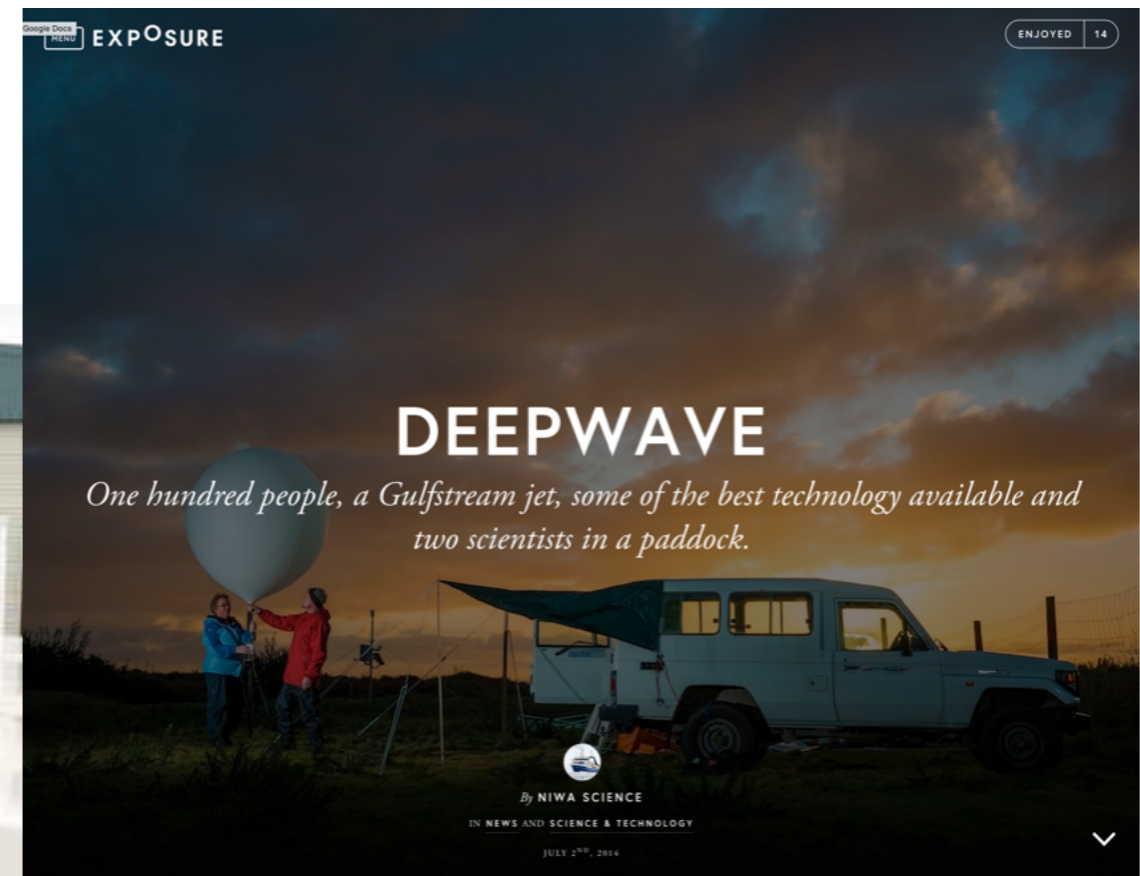 Google Docs
MENU
EXPOSURE
ENJOYED 14
DEEPWAVE
One hundred people, a Gulfstream jet, some of the best technology available and
two scientists in a paddock.
By NIWA SCIENCE
IN NEWS AND SCIENCE & TECHNOLOGY
JULY 2ND, 2014